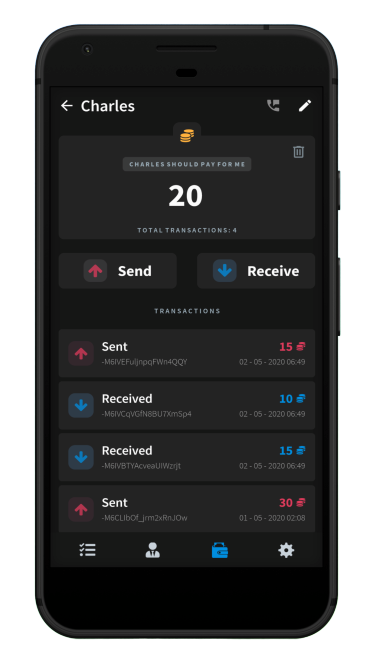 Charles
CHARLES SHOULD PAY FOR ME
20
TOTAL TRANSACTIONS: 4
Send Receive
TRANSACTIONS
Sent 15
-M6IVEFuljnpqFWn4QQY 02 - 05 - 2020 06:49
Received 10
-M6IVCqVGfN8BU7XmSp4 02 - 05 - 2020 06:49
Received 15
-M6IVBTYAcveaUIWzrjt 02 - 05 - 2020 06:49
Sent 30
-M6CLIbOf_jrm2xRnJOw 01 - 05 - 2020 02:08